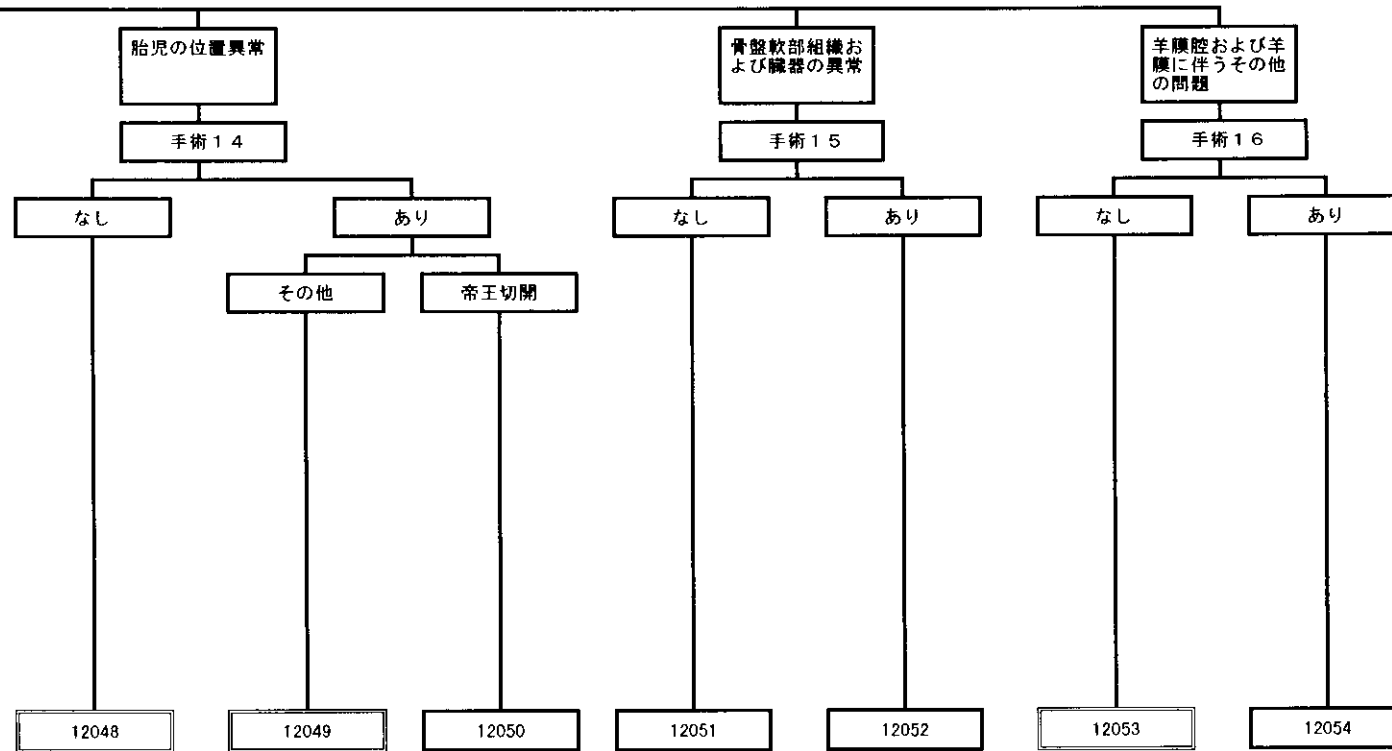 胎児の位置異常
骨盤軟部組織お
よび臓器の異常
羊膜腔および羊
膜に伴うその他
の問題
手術１４
手術１５
手術１６
なし
あり
なし
あり
なし
あり
その他
帝王切開
12048
12049
12050
12051
12052
12053
12054